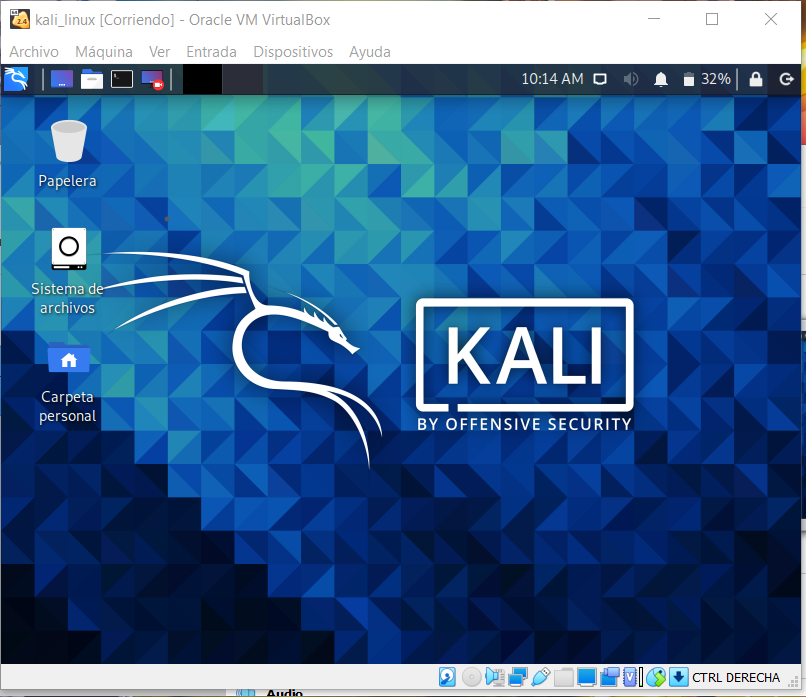 kali_linux [Corriendo] - Oracle VM VirtualBox
Archivo Máquina Ver Entrada Dispositivos Ayuda
10:14 AM 32%
Papelera
Sistema de
archivos
Carpeta
personal
KALI
BY OFFENSIVE SECURITY
CTRL DERECHA
Audio